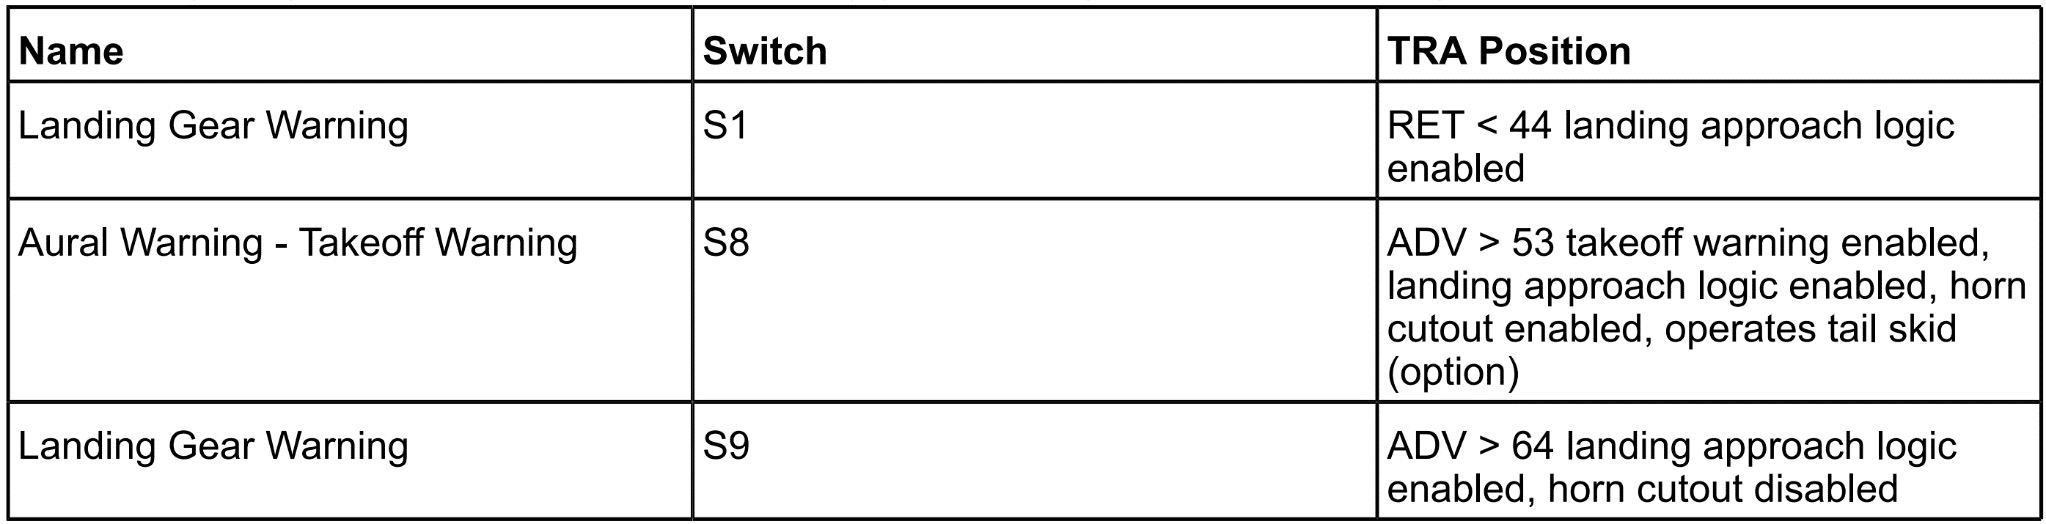 Name Switch TRA Position
Landing Gear Warning S1 RET < 44 landing approach logic
enabled
Aural Warning - Takeoff Warning S8 ADV > 53 takeoff warning enabled,
landing approach logic enabled, horn
cutout enabled, operates tail skid
(option)
Landing Gear Warning S9 ADV > 64 landing approach logic
enabled, horn cutout disabled